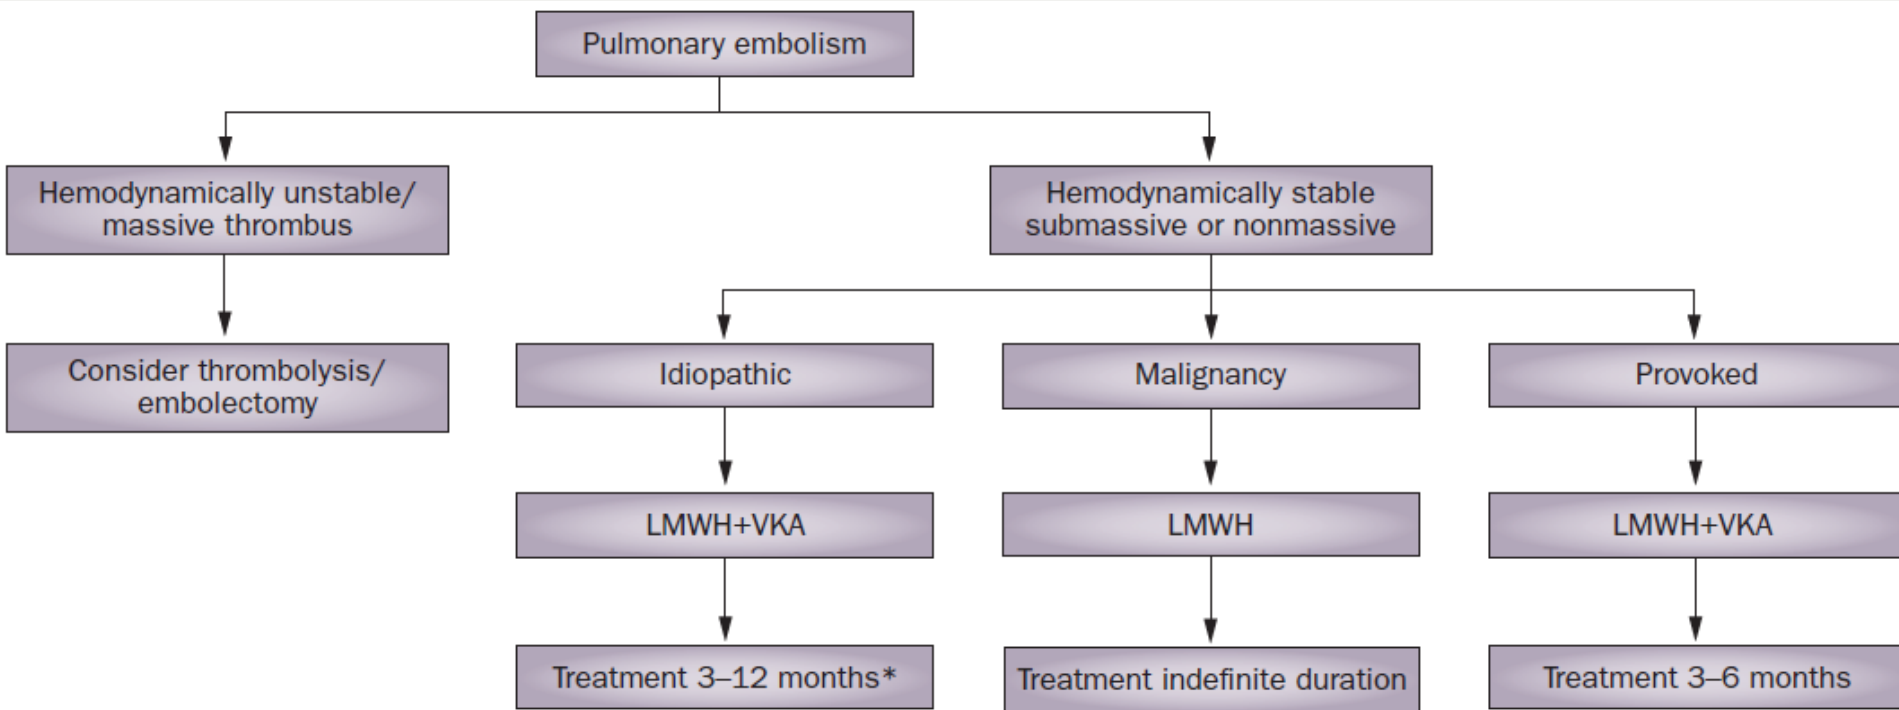 Pulmonary embolism
Hemodynamically unstable/
massive thrombus
Hemodynamically stable
submassive or nonmassive
Consider thrombolysis/
embolectomy
Idiopathic
Malignancy
Provoked
LMWH+VKA
LMWH
LMWH+VKA
Treatment 3–12 months*
Treatment indefinite duration
Treatment 3–6 months